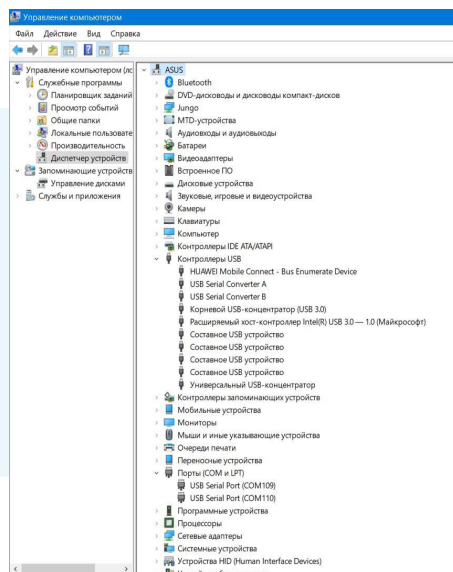 Управление компьютером
Файл Действие Вид Справка
Управление компьютером (лс
Служебные программы
Планировщик заданий
Просмотр событий
Общие папки
Локальные пользовате
Производительность
Диспетчер устройств
Запоминающие устройств
Управление дисками
Службы и приложения
ASUS
Bluetooth
DVD-дисководы и дисководы компакт-дисков
Jungo
MTD-устройства
Аудиовходы и аудиовыходы
Батареи
Видеоадаптеры
Встроенное ПО
Дисковые устройства
Звуковые, игровые и видеоустройства
Камеры
Клавиатуры
Компьютер
Контроллеры IDE ATA/ATAPI
Контроллеры USB
HUAWEI Mobile Connect - Bus Enumerate Device
USB Serial Converter A
USB Serial Converter B
Корневой USB-концентратор (USB 3.0)
Расширяемый хост-контроллер Intel(R) USB 3.0 — 1.0 (Майкрософт)
Составное USB устройство
Составное USB устройство
Составное USB устройство
Составное USB устройство
Универсальный USB-концентратор
Контроллеры запоминающих устройств
Мобильные устройства
Мониторы
Мыши и иные указывающие устройства
Очереди печати
Переносные устройства
Порты (COM и LPT)
USB Serial Port (COM109)
USB Serial Port (COM110)
Программные устройства
Процессоры
Сетевые адаптеры
Системные устройства
Устройства HID (Human Interface Devices)